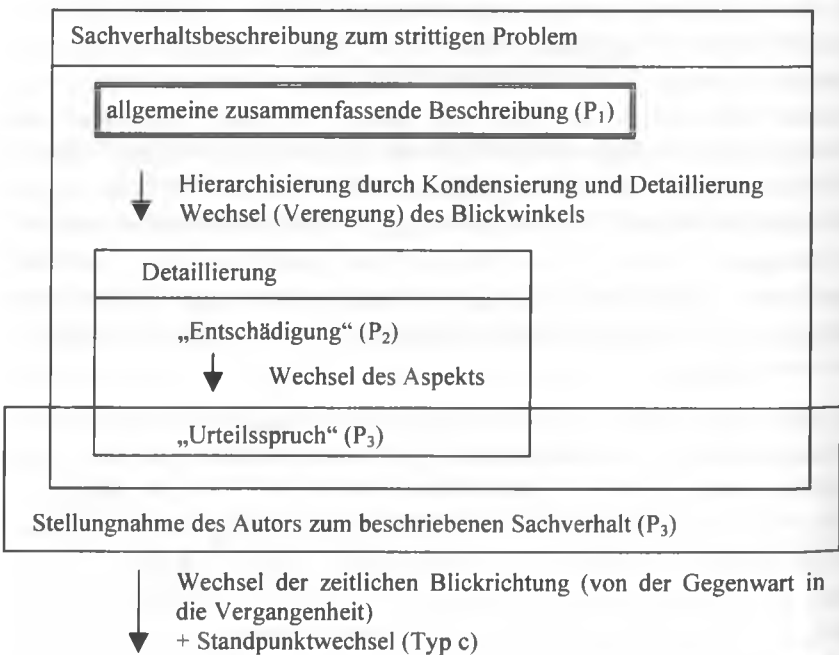 Sachverhaltsbeschreibung zum strittigen Problem
allgemeine zusammenfassende Beschreibung (P₁)
Hierarchisierung durch Kondensierung und Detaillierung
Wechsel (Verengung) des Blickwinkels
Detaillierung
„Entschädigung“ (P₂)
Wechsel des Aspekts
„Urteilsspruch“ (P₃)
Stellungnahme des Autors zum beschriebenen Sachverhalt (P₃)
Wechsel der zeitlichen Blickrichtung (von der Gegenwart in
die Vergangenheit)
+ Standpunktwechsel (Typ c)